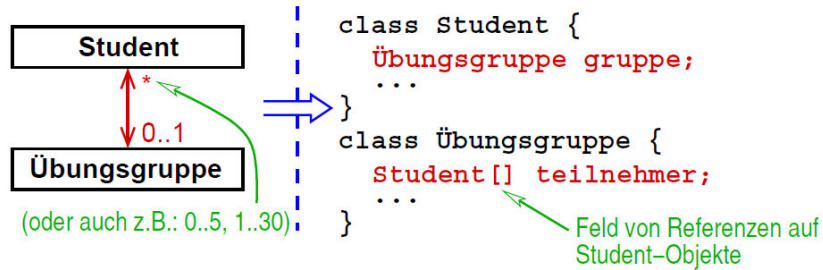 Student
*
0..1
Übungsgruppe
(oder auch z.B.: 0..5, 1..30)
class Student {
Übungsgruppe gruppe;
...
}
class Übungsgruppe {
Student[] teilnehmer;
...
}
Feld von Referenzen auf
Student–Objekte